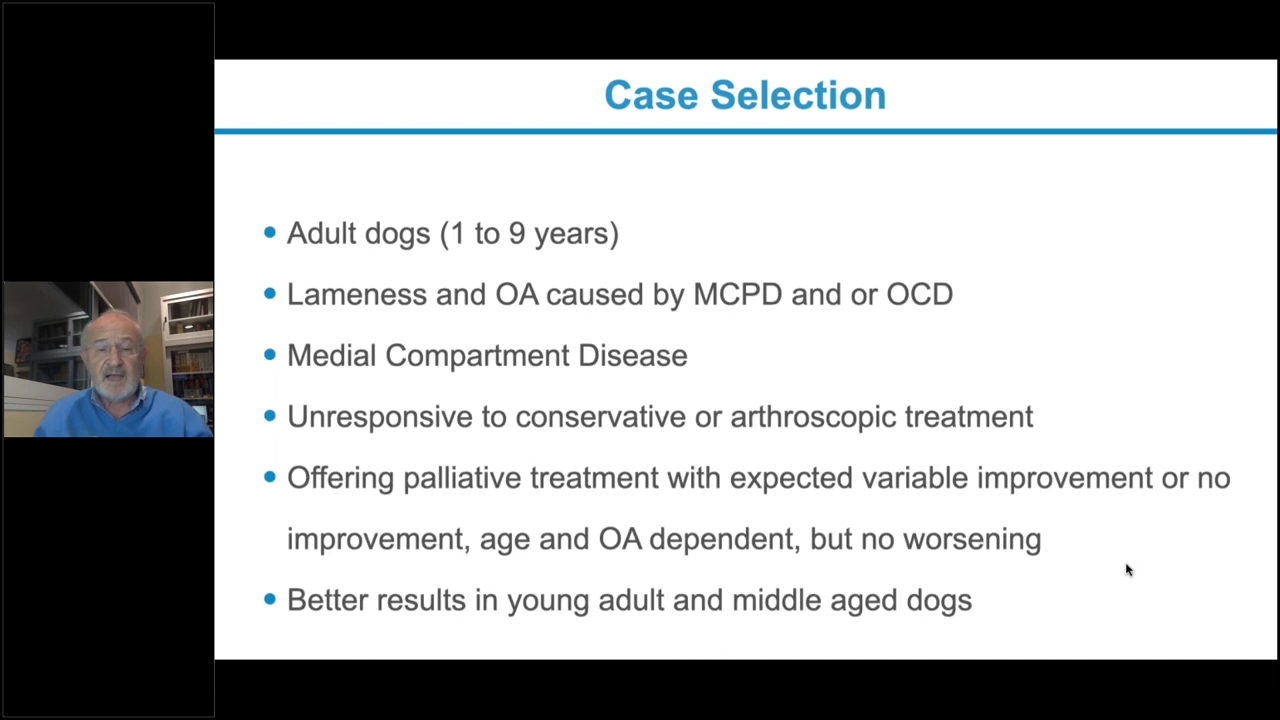 Case Selection
• Adult dogs (1 to 9 years)
• Lameness and OA caused by MCPD and or OCD
• Medial Compartment Disease
• Unresponsive to conservative or arthroscopic treatment
• Offering palliative treatment with expected variable improvement or no
improvement, age and OA dependent, but no worsening
• Better results in young adult and middle aged dogs